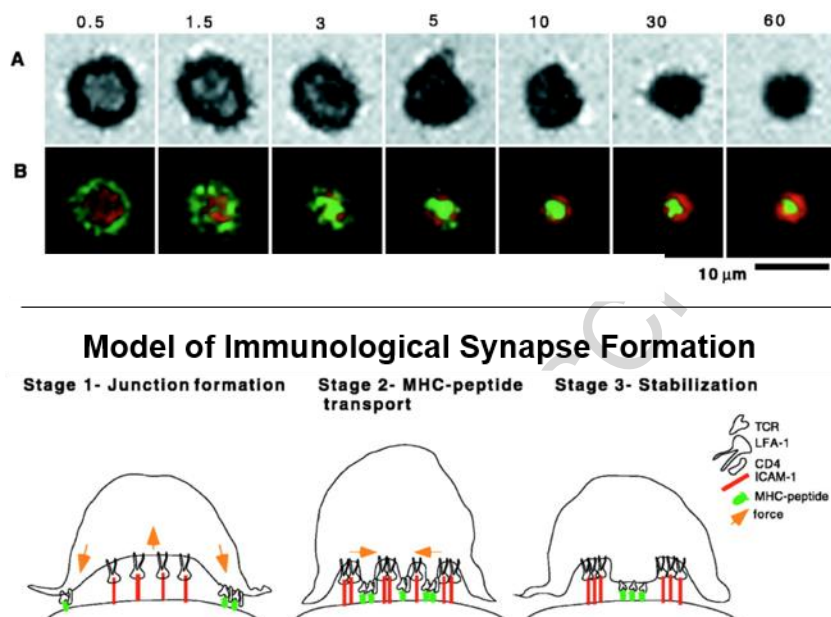 0.5 1.5 3 5 10 30 60
A
B
10 µm
Model of Immunological Synapse Formation
Stage 1- Junction formation
Stage 2- MHC-peptide
transport
Stage 3- Stabilization
TCR
LFA-1
CD4
ICAM-1
MHC-peptide
force